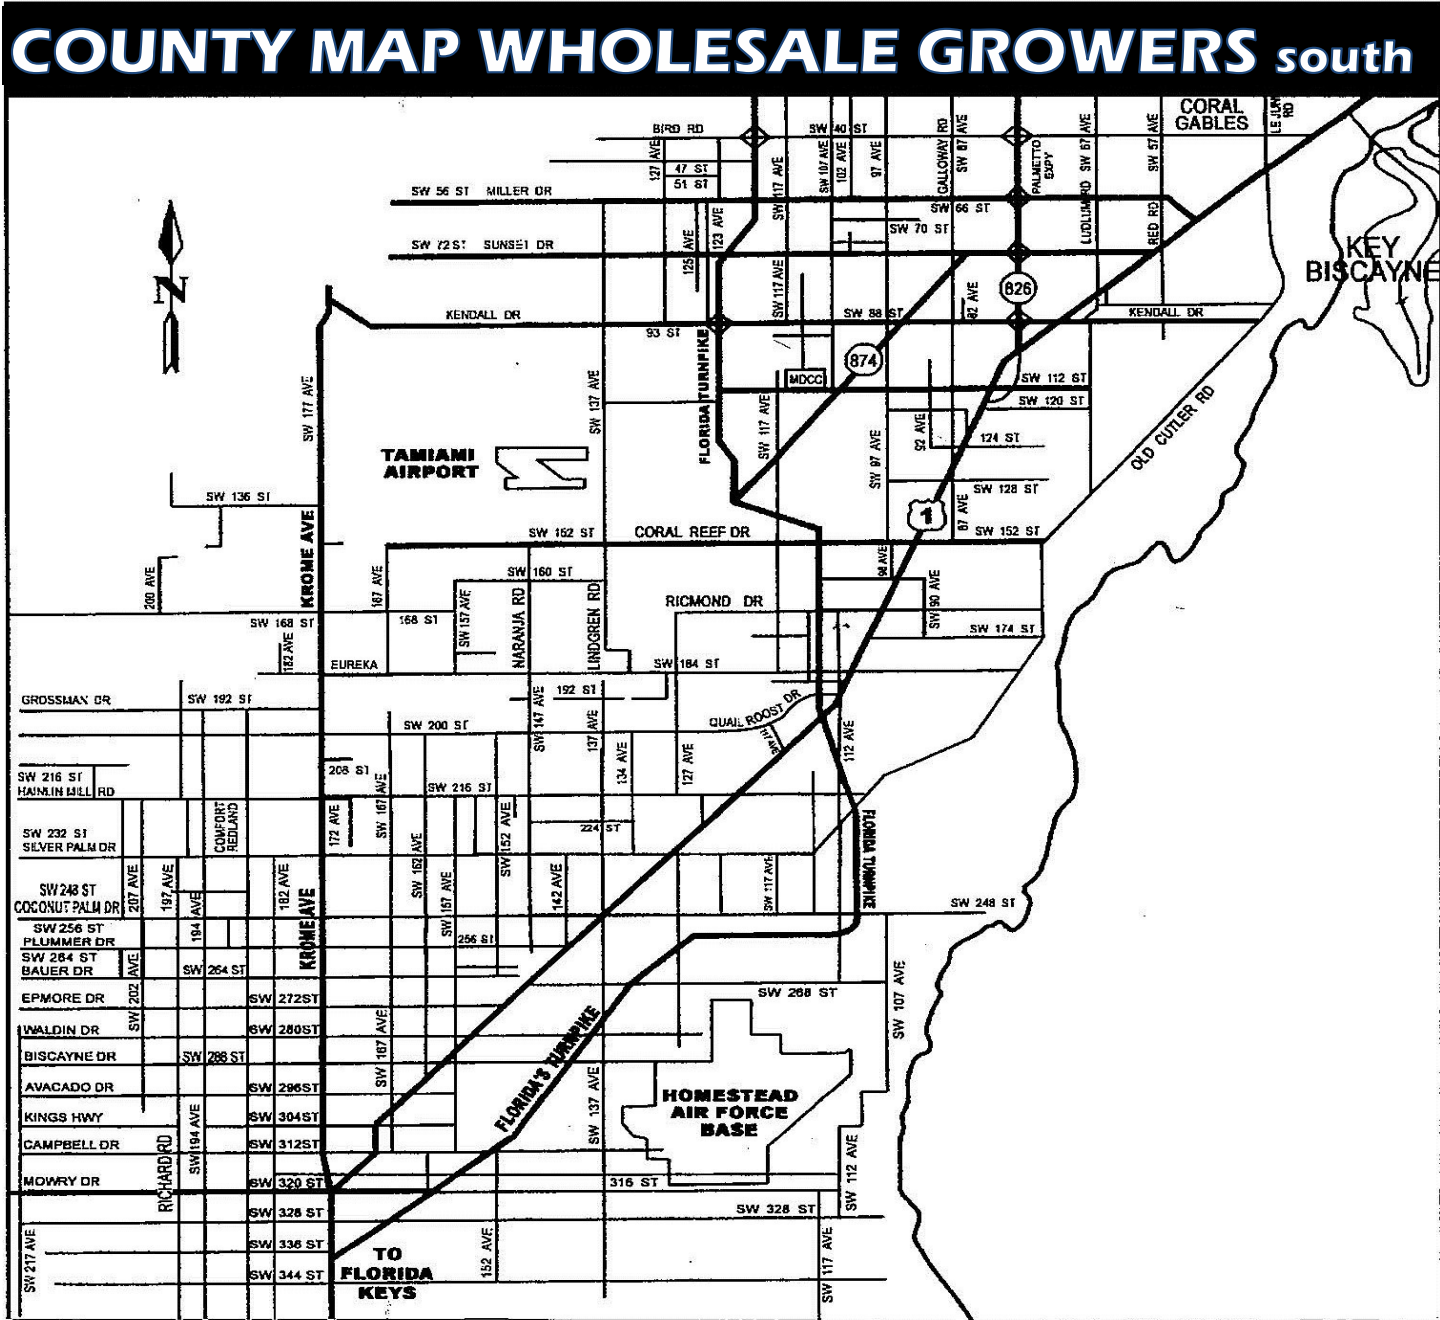 COUNTY MAP WHOLESALE GROWERS south
CORAL
GABLES
RD
BIRD RD
SW 40 ST
127 AVE
47 ST
51 ST
SW 117 AVE
SW 107 AVE
102 AVE
97 AVE
GALLOWAY RD
SW 87 AVE
PALMETTO
EXPY
LUDLUM RD
SW 67 AVE
RED RD
SW 57 AVE
SW 56 ST MILLER DR
SW 66 ST
SW 70 ST
123 AVE
125 AVE
SW 72 ST SUNSET DR
KEY
BISCAYNE
N
826
SW 117 AVE
82 AVE
KENDALL DR
SW 88 ST
KENDALL DR
93 ST
FLORIDA TURNPIKE
874
MDCC
SW 112 ST
SW 120 ST
SW 177 AVE
SW 137 AVE
SW 117 AVE
SW 97 AVE
92 AVE
124 ST
OLD CUTLER RD
TAMIAMI
AIRPORT
SW 136 ST
SW 128 ST
1
87 AVE
SW 152 ST
CORAL REEF DR
SW 152 ST
KROME AVE
200 AVE
SW 160 ST
187 AVE
SW 157 AVE
NARANJA RD
LINDGREN RD
RICMOND DR
SW 90 AVE
SW 168 ST
168 ST
SW 174 ST
182 AVE
EUREKA
SW 184 ST
GROSSMAN DR
SW 192 ST
192 ST
QUAIL ROOST DR
SW 200 ST
SW 147 AVE
137 AVE
134 AVE
127 AVE
112 AVE
SW 216 ST
HAINLIN MILL RD
208 ST
SW 167 AVE
SW 216 ST
COMFORT
REDLAND
172 AVE
SW 232 ST
SILVER PALM DR
224 ST
SW 152 AVE
SW 162 AVE
FLORIDA TURNPIKE
SW 248 ST
COCONUT PALM DR
207 AVE
197 AVE
194 AVE
182 AVE
KROME AVE
SW 157 AVE
142 AVE
SW 117 AVE
SW 248 ST
SW 256 ST
PLUMMER DR
256 ST
SW 264 ST
BAUER DR
SW 202 AVE
SW 264 ST
EPMORE DR
SW 272 ST
SW 268 ST
SW 107 AVE
WALDIN DR
SW 280 ST
BISCAYNE DR
SW 288 ST
SW 167 AVE
FLORIDA'S TURNPIKE
AVACADO DR
SW 296 ST
SW 137 AVE
HOMESTEAD
AIR FORCE
BASE
KINGS HWY
SW 304 ST
CAMPBELL DR
RICHARD RD
SW 194 AVE
SW 312 ST
MOWRY DR
SW 320 ST
316 ST
SW 112 AVE
SW 328 ST
SW 328 ST
SW 217 AVE
SW 336 ST
TO
FLORIDA
KEYS
152 AVE
SW 117 AVE
SW 344 ST